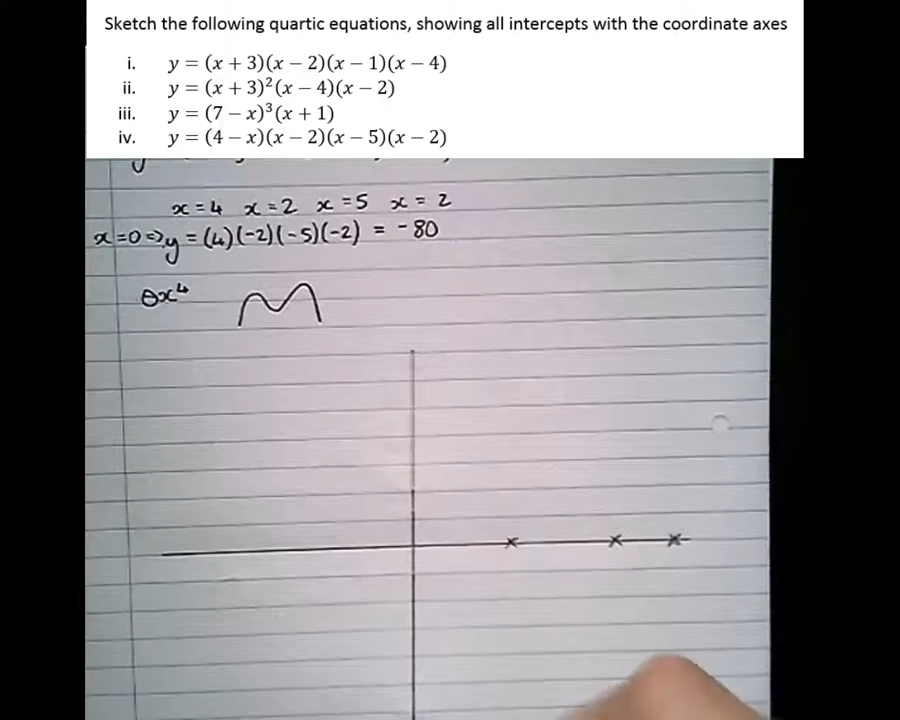 Sketch the following quartic equations, showing all intercepts with the coordinate axes
i. y = (x + 3)(x − 2)(x − 1)(x − 4)
ii. y = (x + 3)²(x − 4)(x − 2)
iii. y = (7 − x)³(x + 1)
iv. y = (4 − x)(x − 2)(x − 5)(x − 2)
x = 4 x = 2 x = 5 x = 2
x = 0 ⇒ y = (4)(-2)(-5)(-2) = -80
⊖x⁴